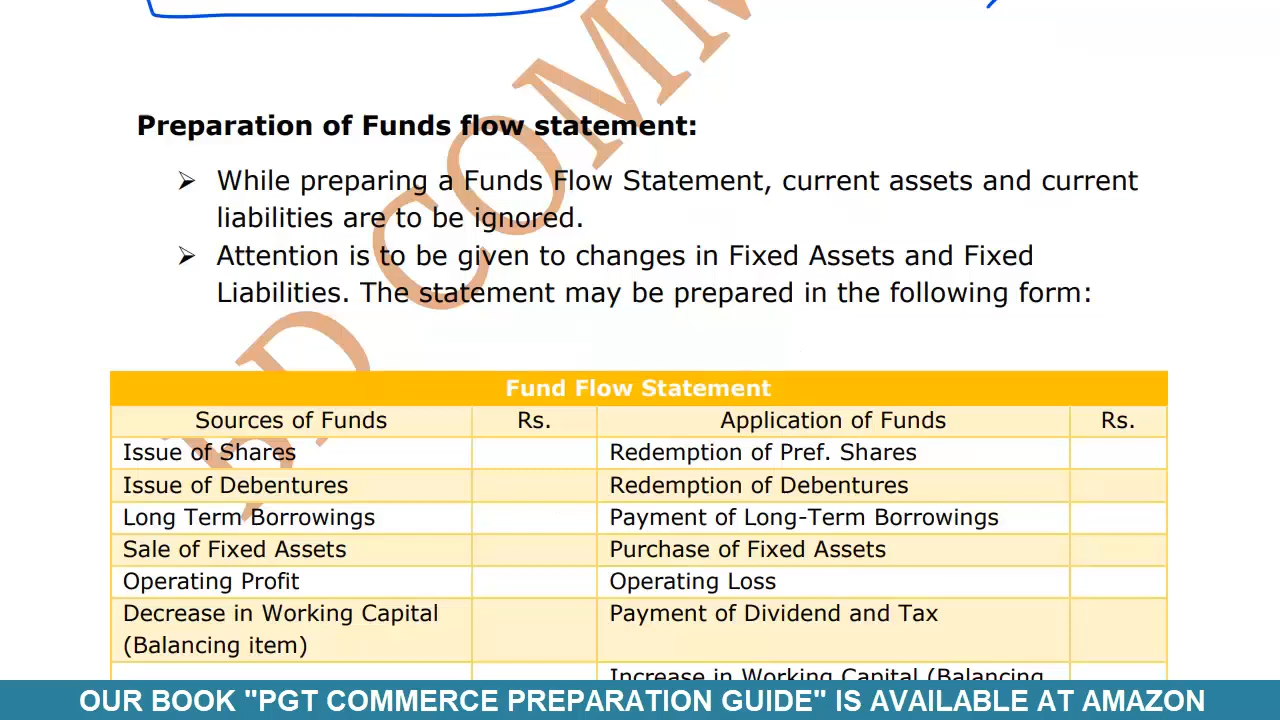 Preparation of Funds flow statement:
➢ While preparing a Funds Flow Statement, current assets and current
liabilities are to be ignored.
➢ Attention is to be given to changes in Fixed Assets and Fixed
Liabilities. The statement may be prepared in the following form:
Fund Flow Statement
Sources of Funds Rs. Application of Funds Rs.
Issue of Shares Redemption of Pref. Shares
Issue of Debentures Redemption of Debentures
Long Term Borrowings Payment of Long-Term Borrowings
Sale of Fixed Assets Purchase of Fixed Assets
Operating Profit Operating Loss
Decrease in Working Capital Payment of Dividend and Tax
(Balancing item)
Increase in Working Capital (Balancing
OUR BOOK "PGT COMMERCE PREPARATION GUIDE" IS AVAILABLE AT AMAZON